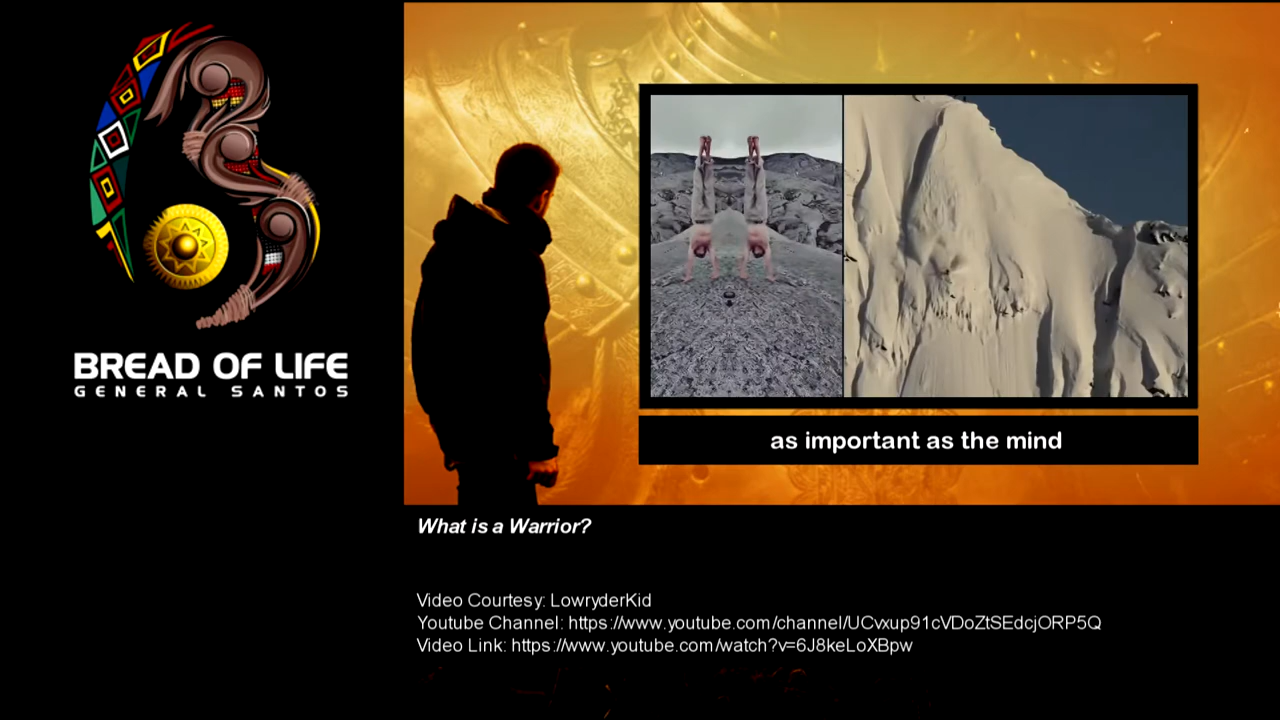 BREAD OF LIFE
GENERAL SANTOS
as important as the mind
What is a Warrior?
Video Courtesy: LowryderKid
Youtube Channel: https://www.youtube.com/channel/UCvxup91cVDoZtSEdcjORP5Q
Video Link: https://www.youtube.com/watch?v=6J8keLoXBpw